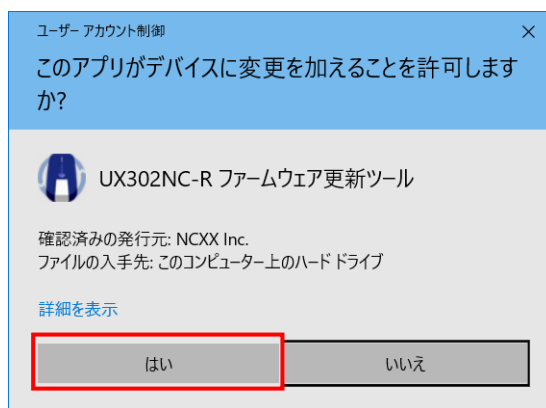 ユーザー アカウント制御
このアプリがデバイスに変更を加えることを許可します
か?
UX302NC-R ファームウェア更新ツール
確認済みの発行元: NCXX Inc.
ファイルの入手先: このコンピューター上のハード ドライブ
詳細を表示
はい
いいえ